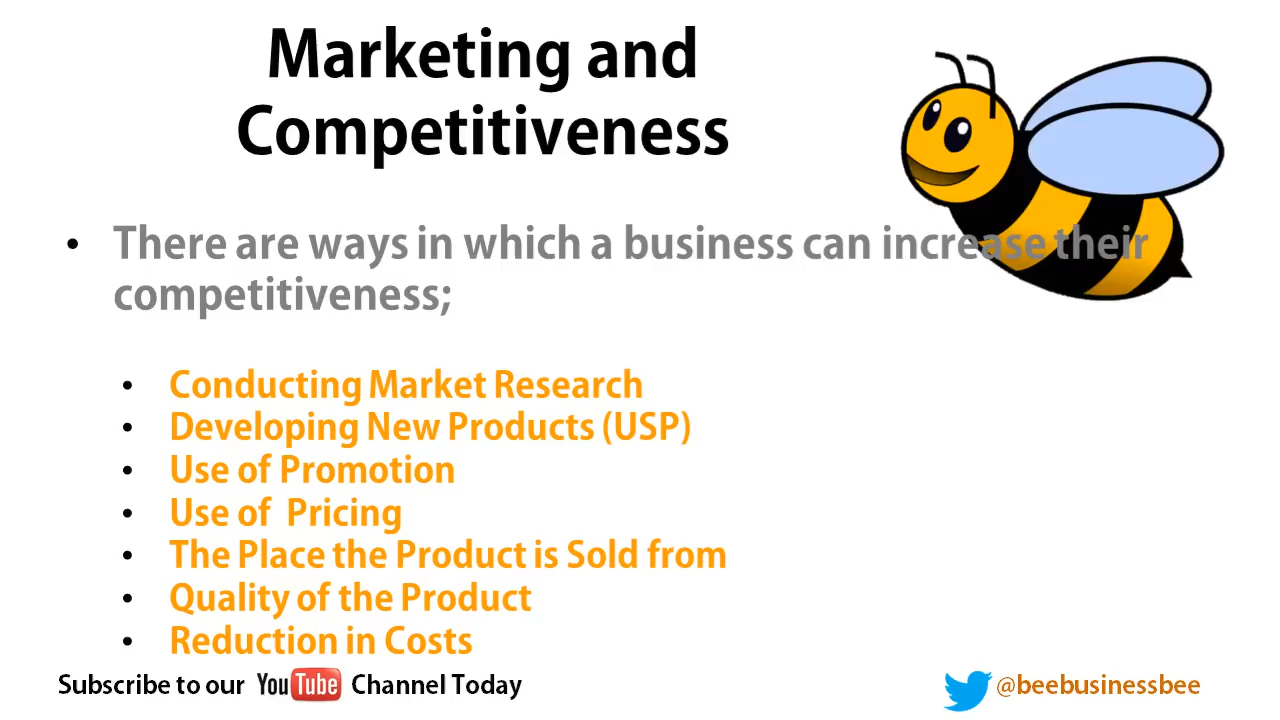 Marketing and
Competitiveness
• There are ways in which a business can increase their
competitiveness;
• Conducting Market Research
• Developing New Products (USP)
• Use of Promotion
• Use of  Pricing
• The Place the Product is Sold from
• Quality of the Product
• Reduction in Costs
Subscribe to our YouTube Channel Today
@beebusinessbee